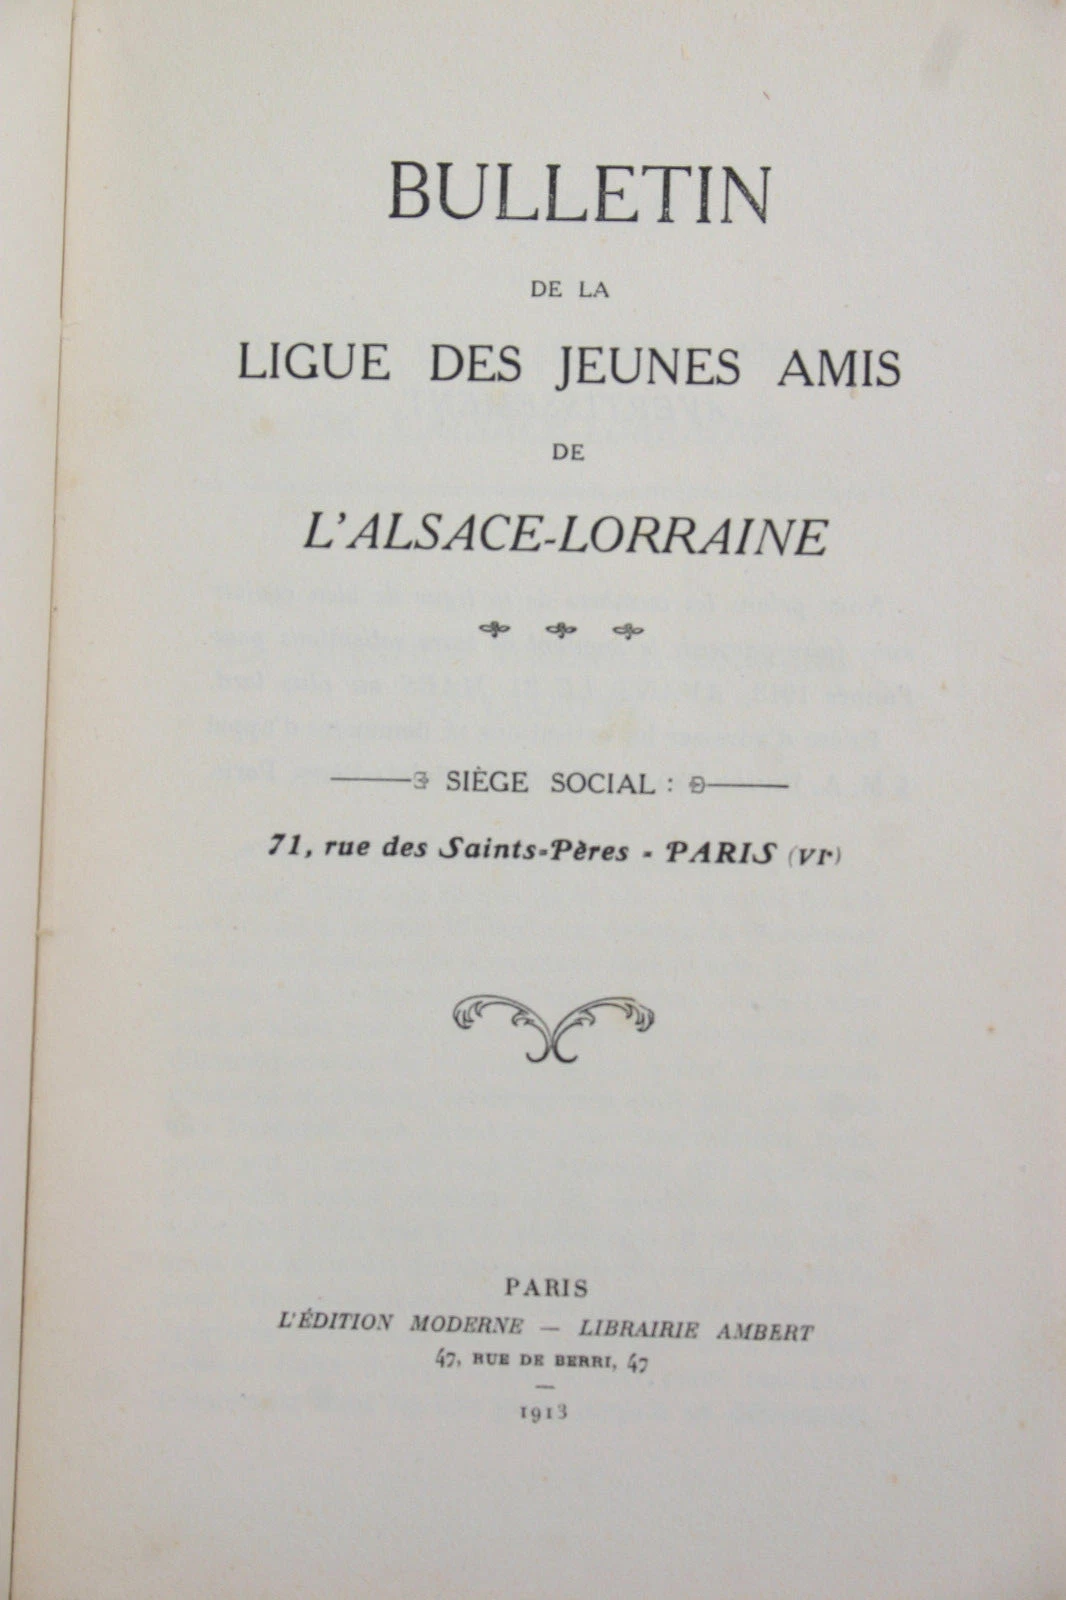 BULLETIN
DE LA
LIGUE DES JEUNES AMIS
DE
L'ALSACE-LORRAINE
SIÈGE SOCIAL :
71, rue des Saints-Pères - PARIS (VIe)
PARIS
L'ÉDITION MODERNE — LIBRAIRIE AMBERT
47, RUE DE BERRI, 47
1913